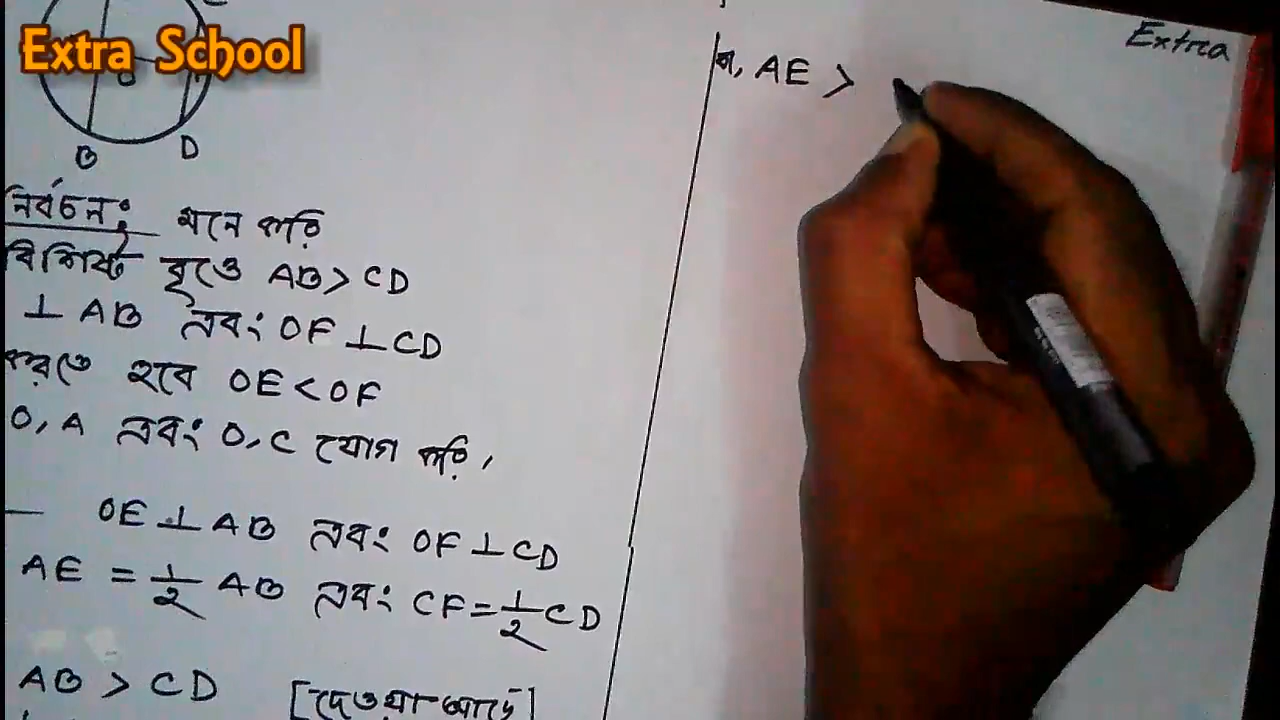 Extra School
Extra
O
B D
নির্বচন: মনে করি
বিশিষ্ট বৃত্তে AB > CD
⊥ AB এবং OF ⊥ CD
করতে হবে OE < OF
O, A এবং O, C যোগ করি,
— OE ⊥ AB এবং OF ⊥ CD
AE = 1/2 AB এবং CF = 1/2 CD
AB > CD [দেওয়া আছে]
বা, AE >